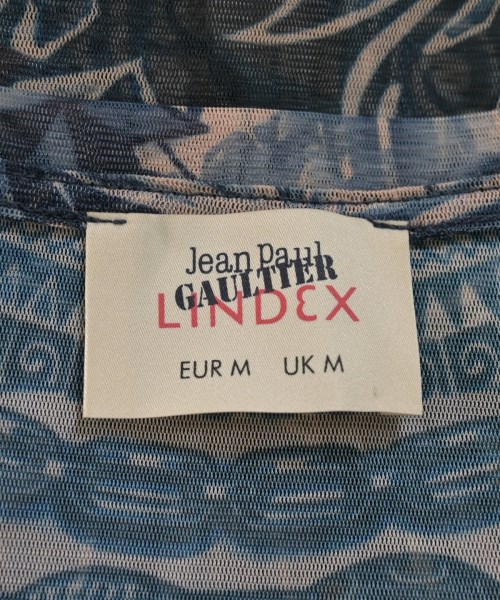 Jean Paul
GAULTIER
LINDEX
EUR M UK M